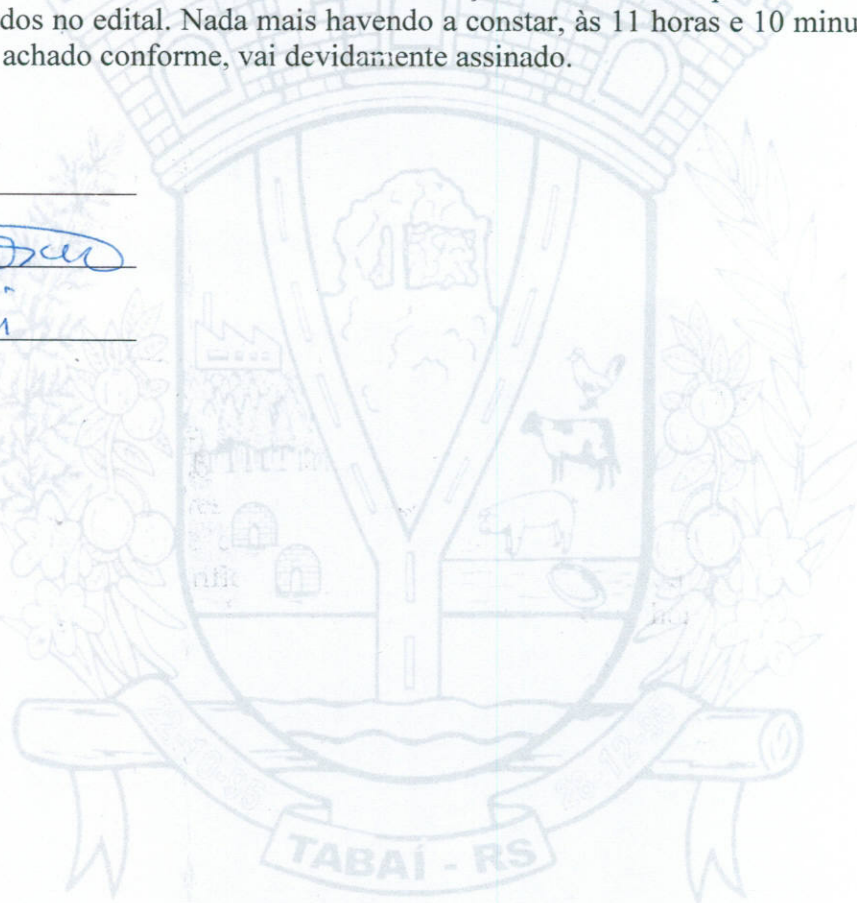 dos no edital. Nada mais havendo a constar, às 11 horas e 10 minu
achado conforme, vai devidamente assinado.
TABAÍ - RS